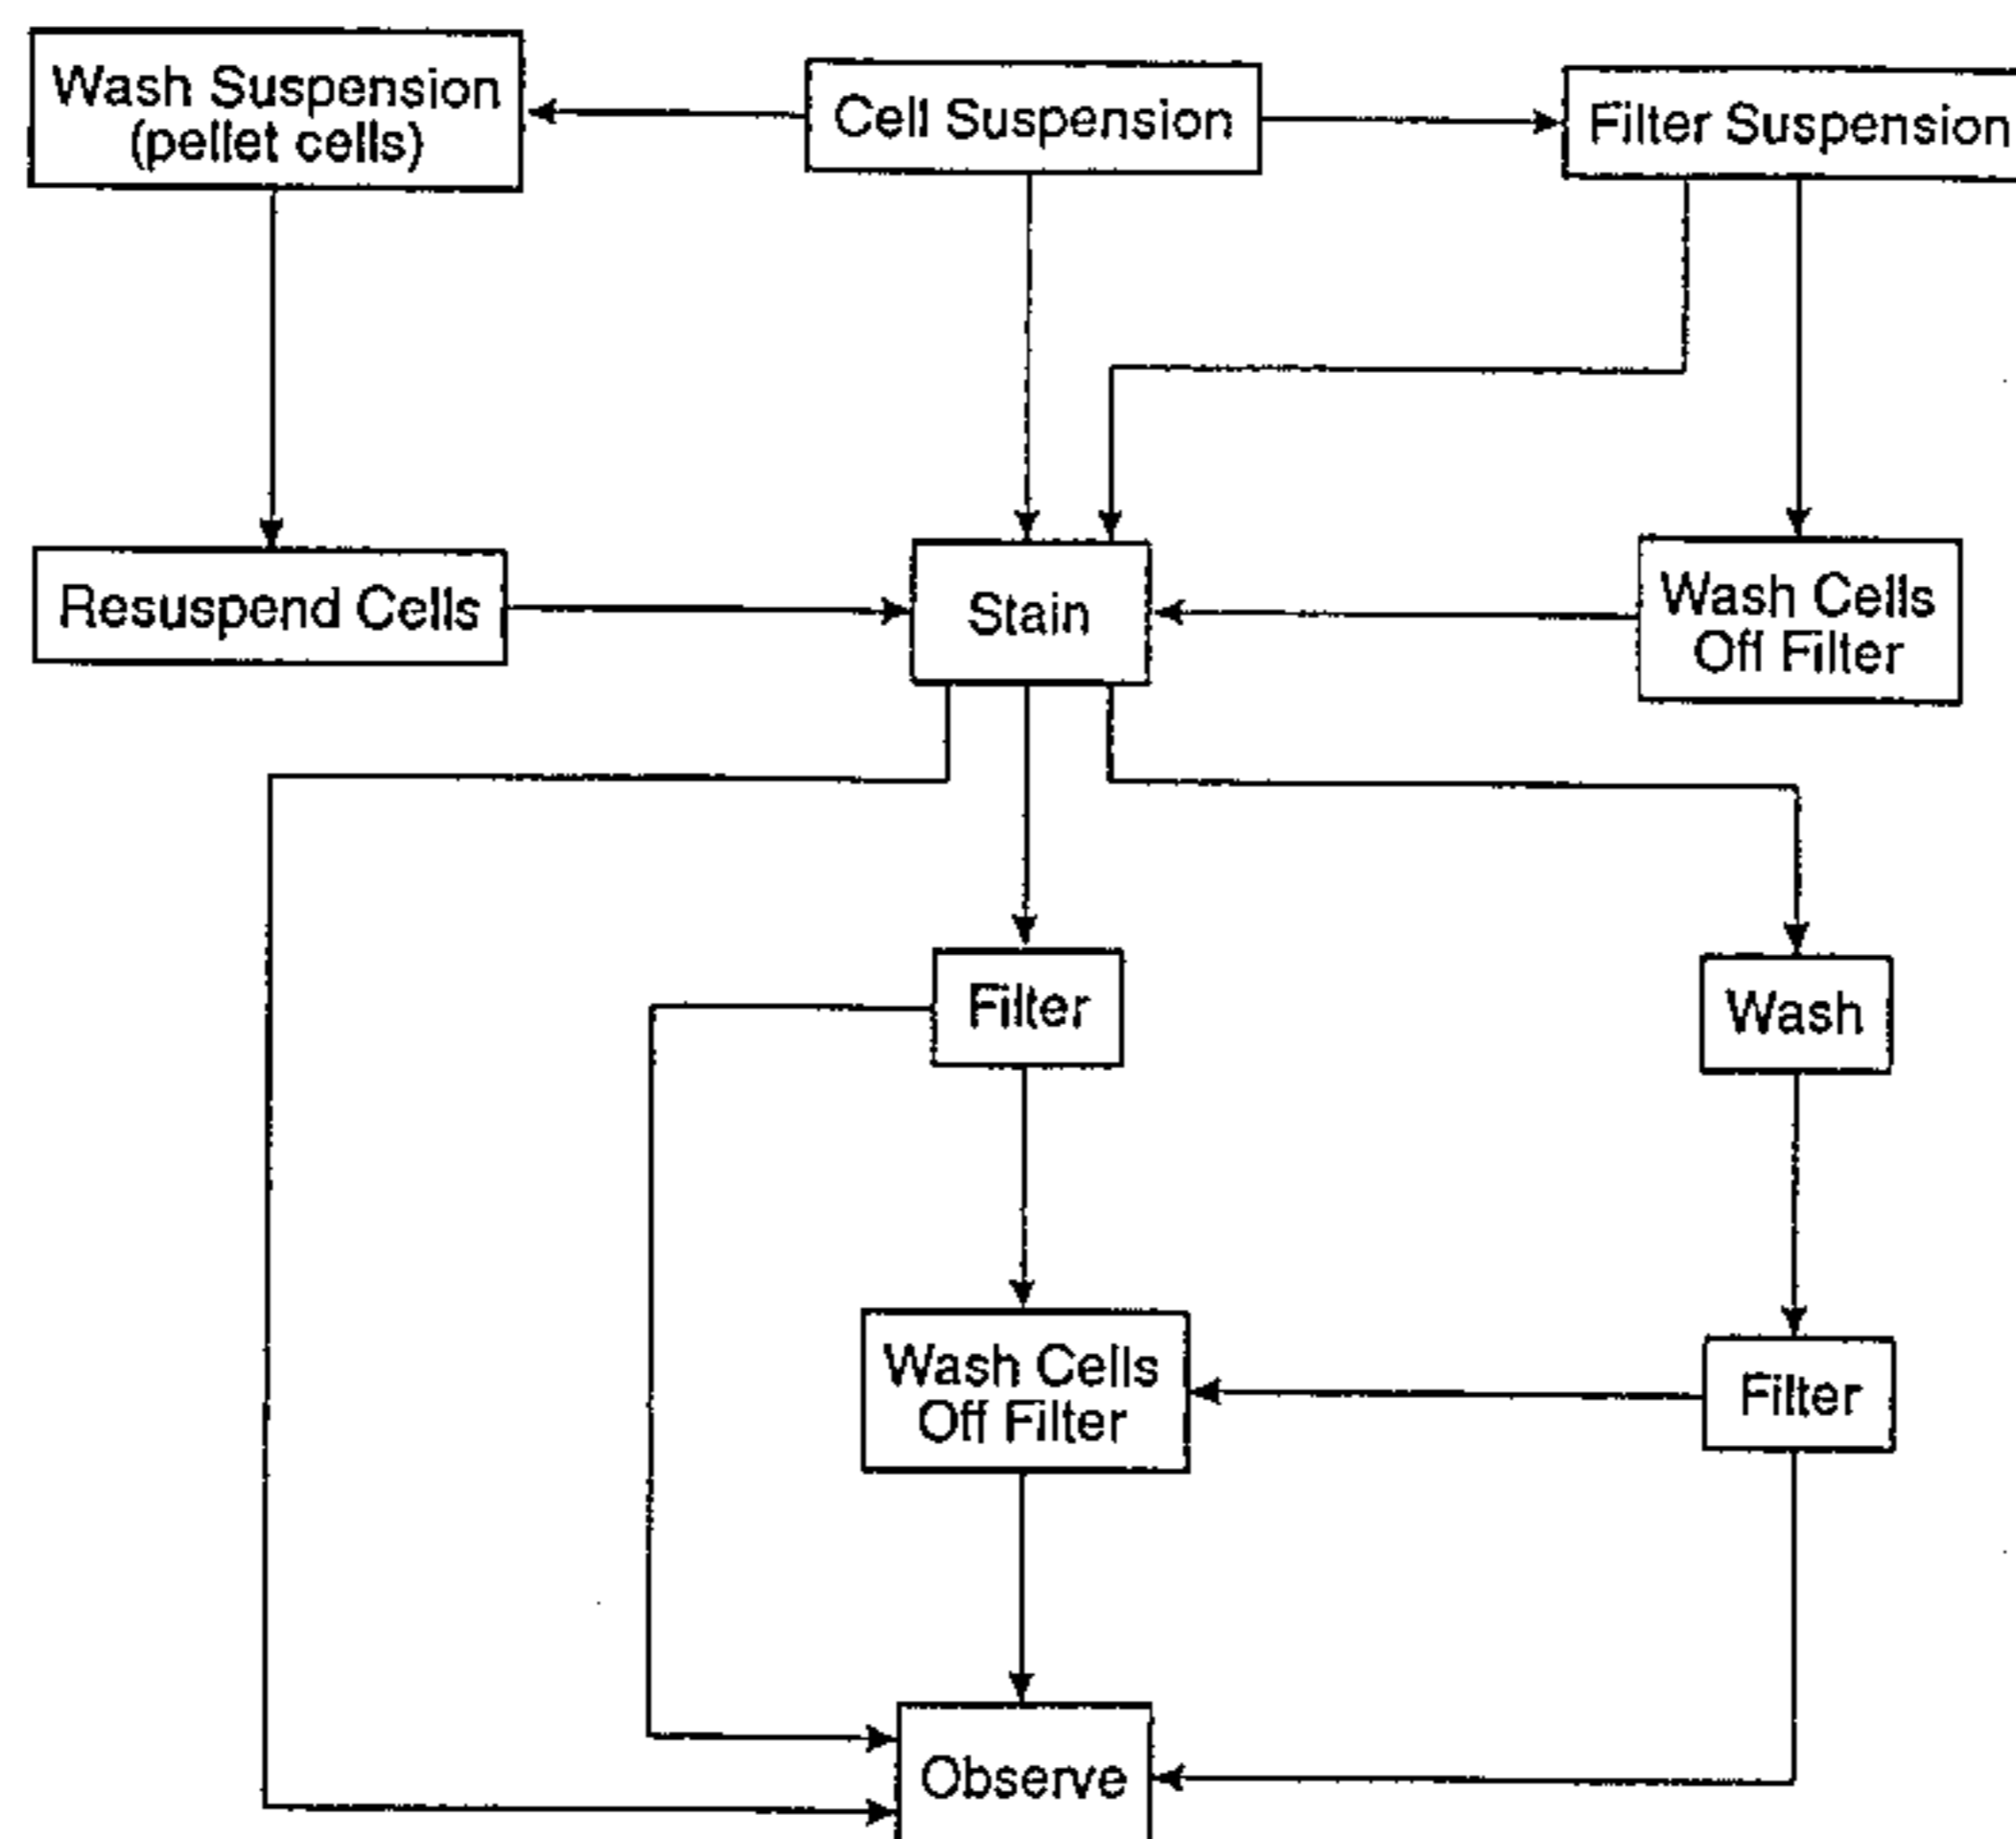 Wash Suspension
(pellet cells)
Cell Suspension
Filter Suspension
Resuspend Cells
Stain
Wash Cells
Off Filter
Filter
Wash
Wash Cells
Off Filter
Filter
Observe